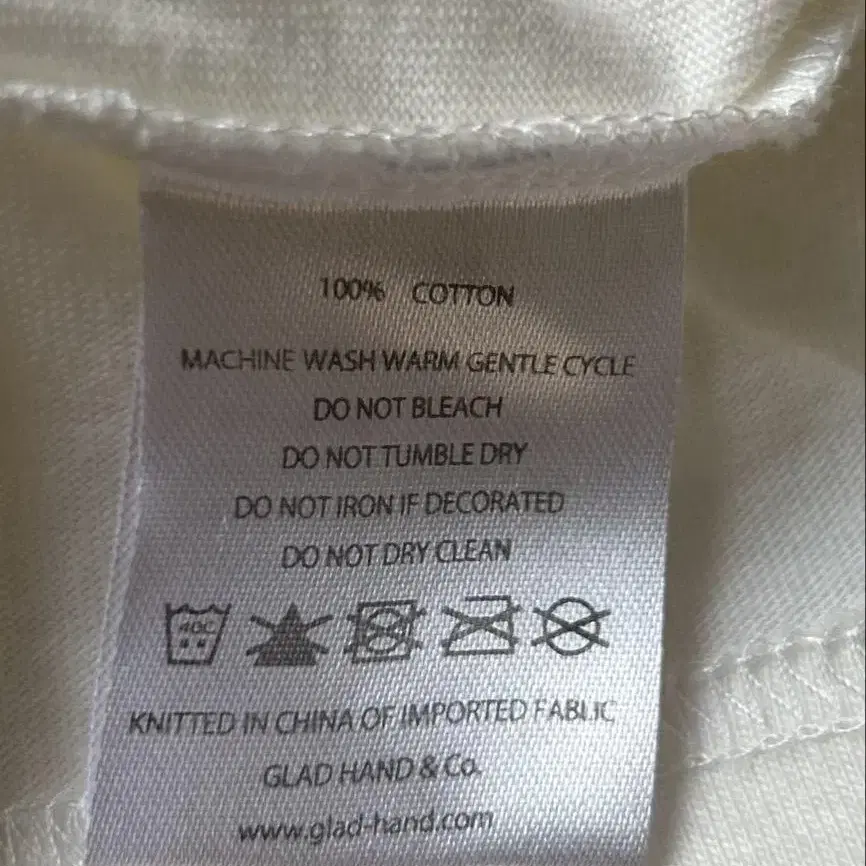 100% COTTON
MACHINE WASH WARM GENTLE CYCLE
DO NOT BLEACH
DO NOT TUMBLE DRY
DO NOT IRON IF DECORATED
DO NOT DRY CLEAN
40C
KNITTED IN CHINA OF IMPORTED FABLIC
GLAD HAND & Co.
www.glad-hand.com